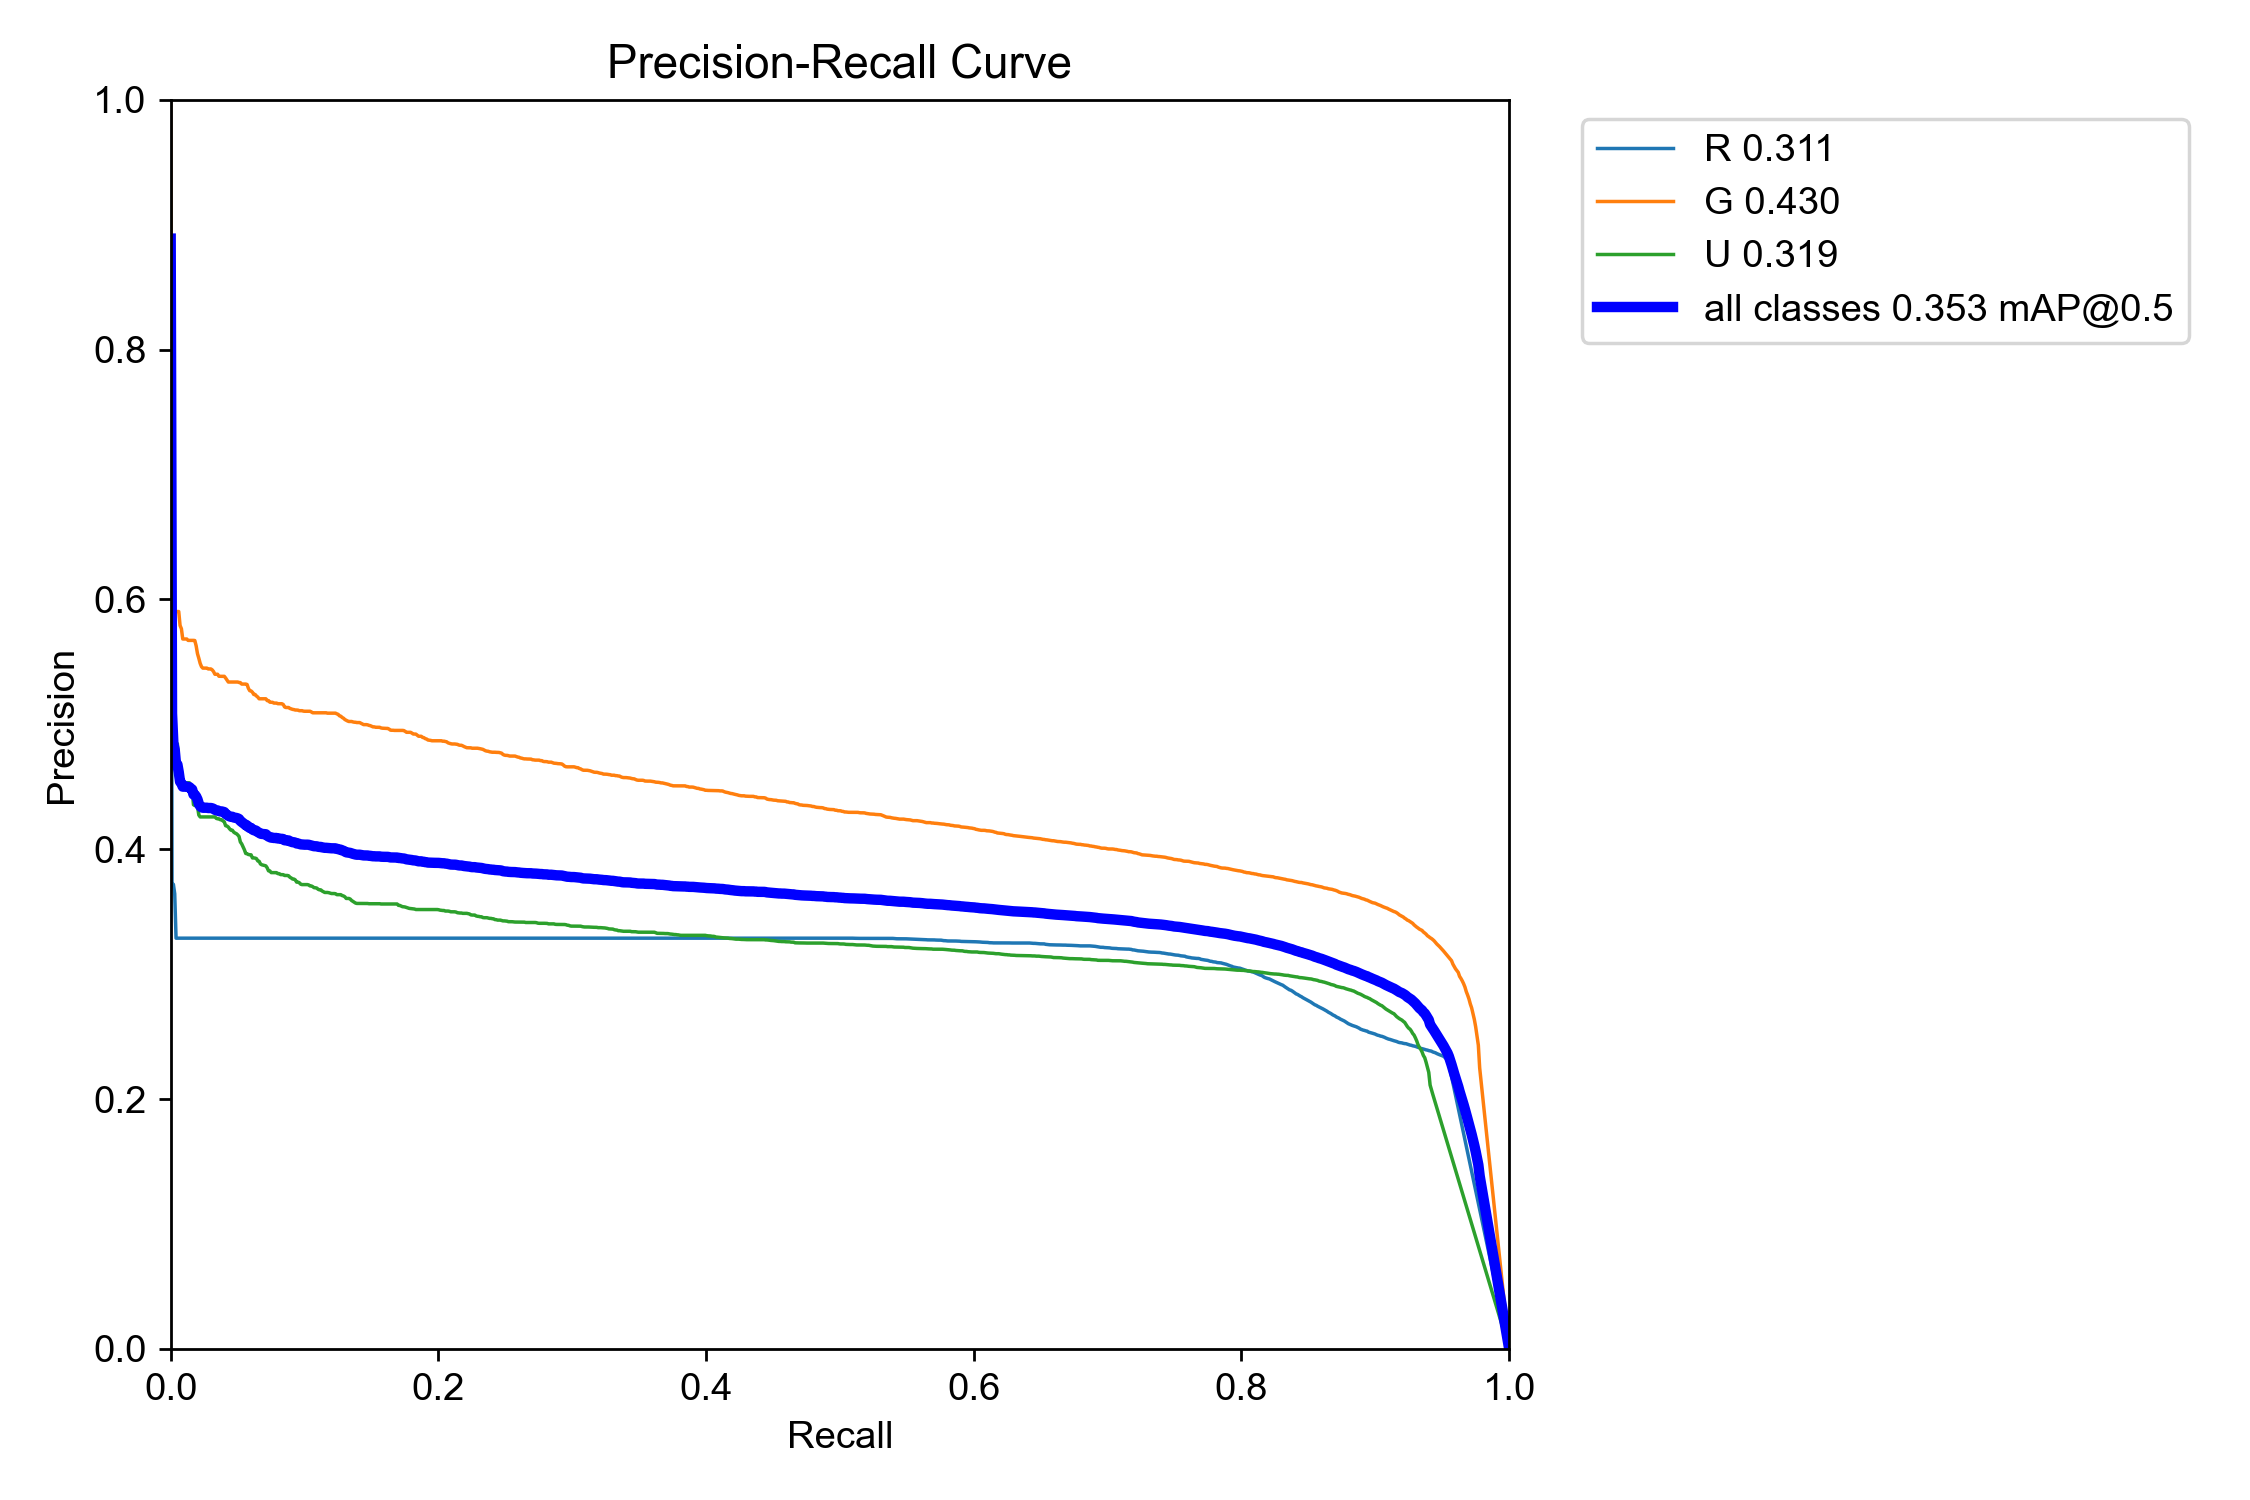 Precision-Recall Curve
1.0
0.8
0.6
0.4
0.2
0.0
Precision
0.0 0.2 0.4 0.6 0.8 1.0
Recall
R 0.311
G 0.430
U 0.319
all classes 0.353 mAP@0.5